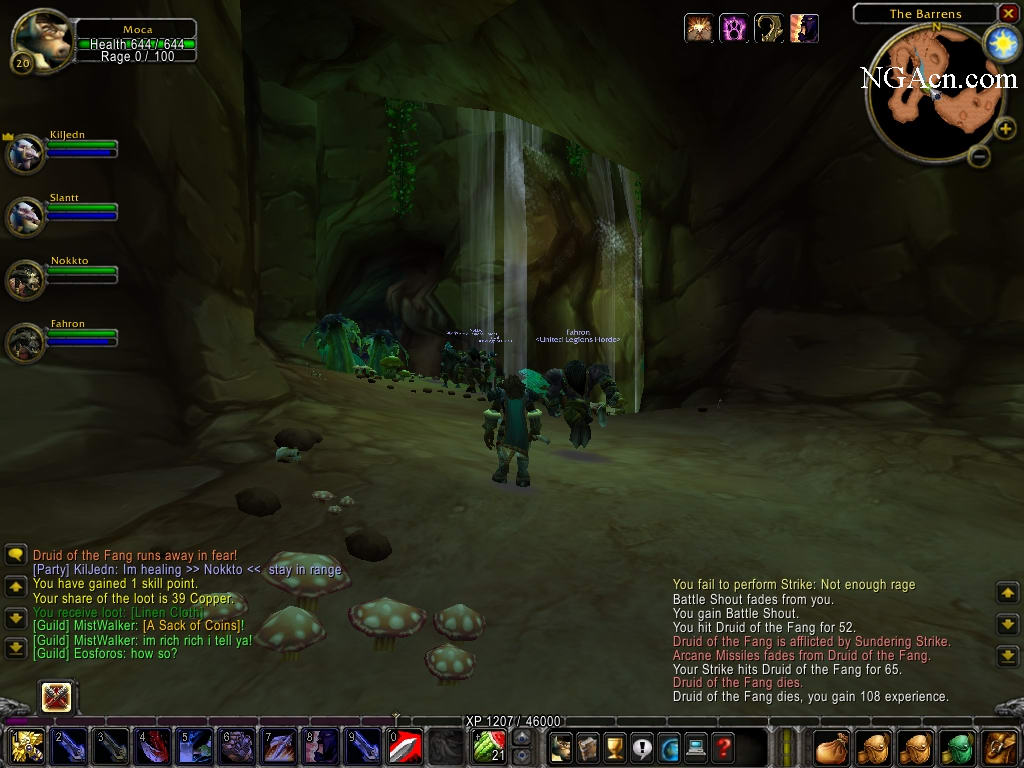 Moca
Health 644 / 644
Rage 0 / 100
20
The Barrens
N
NGAcn.com
KilJedn
Slantt
Nokkto
Fahron
fahron
<United Legions Horde>
Druid of the Fang runs away in fear!
[Party] KilJedn: Im healing >> Nokkto << stay in range
You have gained 1 skill point.
Your share of the loot is 39 Copper.
You receive loot: [Linen Cloth]
[Guild] MistWalker: [A Sack of Coins]!
[Guild] MistWalker: im rich rich i tell ya!
[Guild] Eosforos: how so?
You fail to perform Strike: Not enough rage
Battle Shout fades from you.
You gain Battle Shout.
You hit Druid of the Fang for 52.
Druid of the Fang is afflicted by Sundering Strike.
Arcane Missiles fades from Druid of the Fang.
Your Strike hits Druid of the Fang for 65.
Druid of the Fang dies.
Druid of the Fang dies, you gain 108 experience.
XP 1207 / 46000
1 2 3 4 5 6 7 8 9 0 21